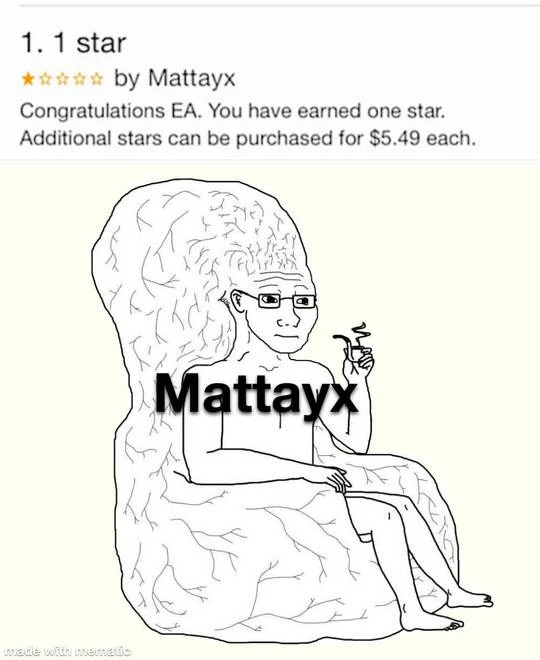 1. 1 star
by Mattayx
Congratulations EA. You have earned one star.
Additional stars can be purchased for $5.49 each.
Mattayx
made with mematic